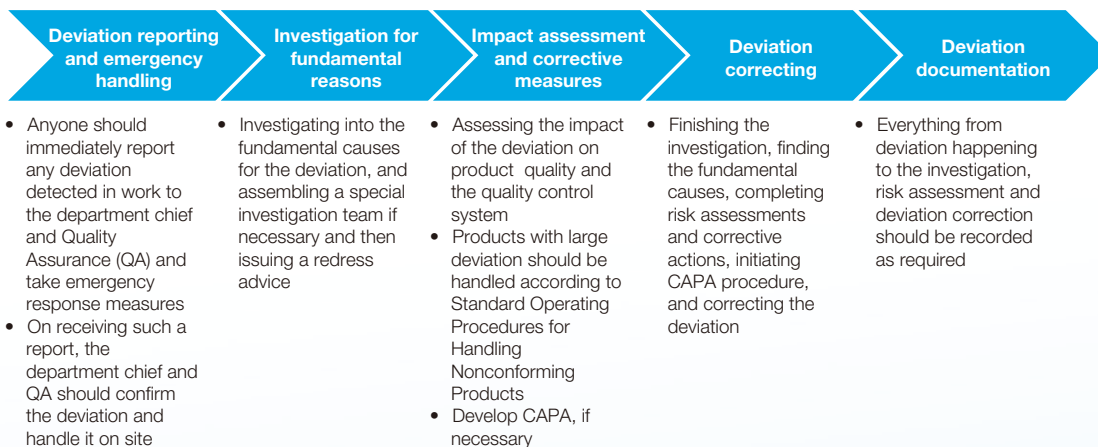 Deviation reporting
and emergency
handling
Investigation for
fundamental
reasons
Impact assessment
and corrective
measures
Deviation
correcting
Deviation
documentation
• Anyone should
immediately report
any deviation
detected in work to
the department chief
and Quality
Assurance (QA) and
take emergency
response measures
• On receiving such a
report, the
department chief and
QA should confirm
the deviation and
handle it on site
• Investigating into the
fundamental causes
for the deviation, and
assembling a special
investigation team if
necessary and then
issuing a redress
advice
• Assessing the impact
of the deviation on
product quality and
the quality control
system
• Products with large
deviation should be
handled according to
Standard Operating
Procedures for
Handling
Nonconforming
Products
• Develop CAPA, if
necessary
• Finishing the
investigation, finding
the fundamental
causes, completing
risk assessments
and corrective
actions, initiating
CAPA procedure,
and correcting the
deviation
• Everything from
deviation happening
to the investigation,
risk assessment and
deviation correction
should be recorded
as required